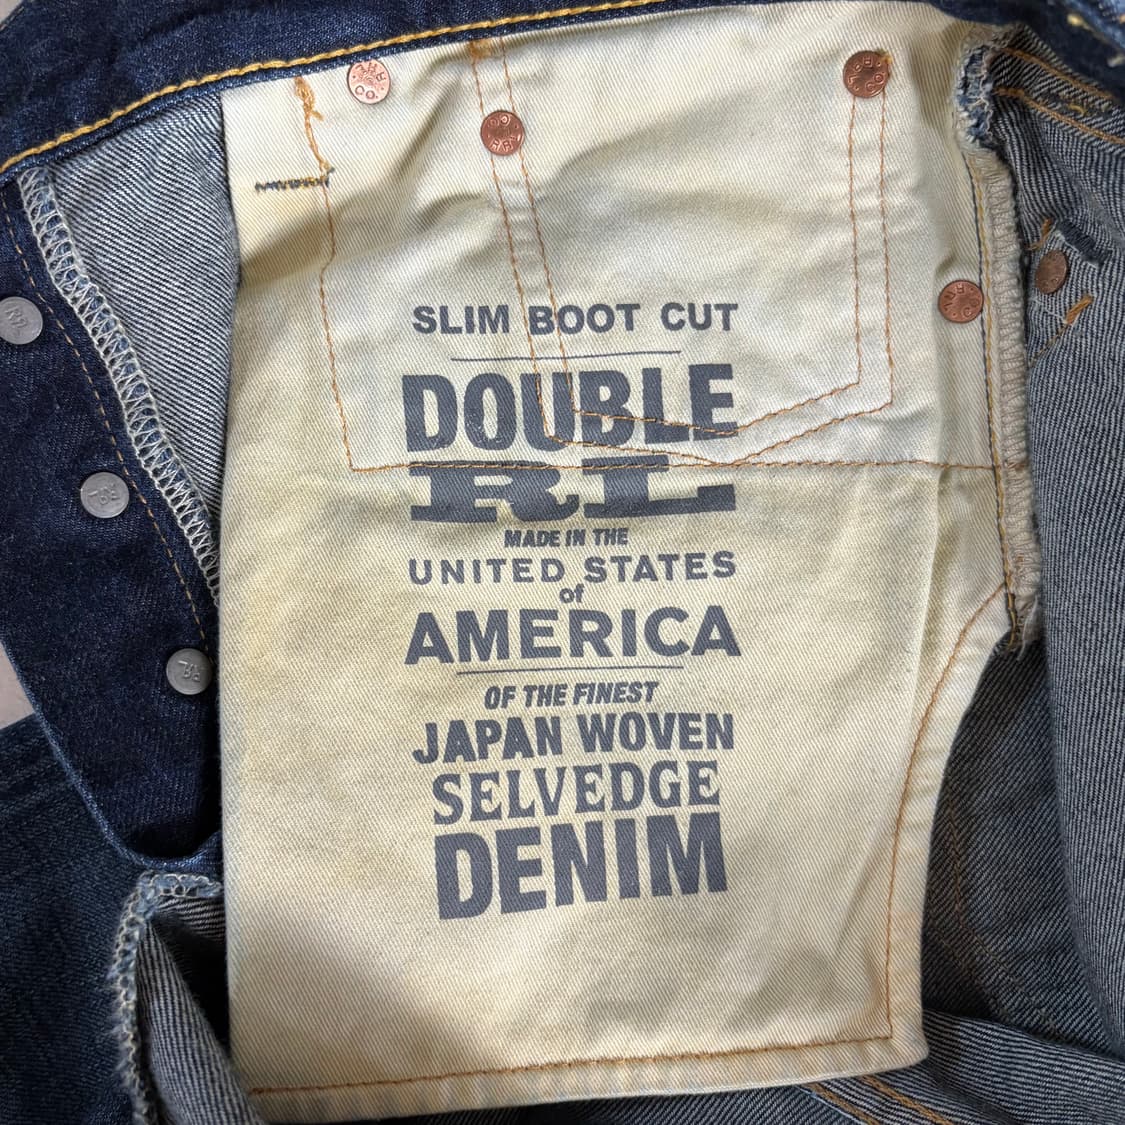 SLIM BOOT CUT
DOUBLE
RL
MADE IN THE
UNITED STATES
of
AMERICA
OF THE FINEST
JAPAN WOVEN
SELVEDGE
DENIM